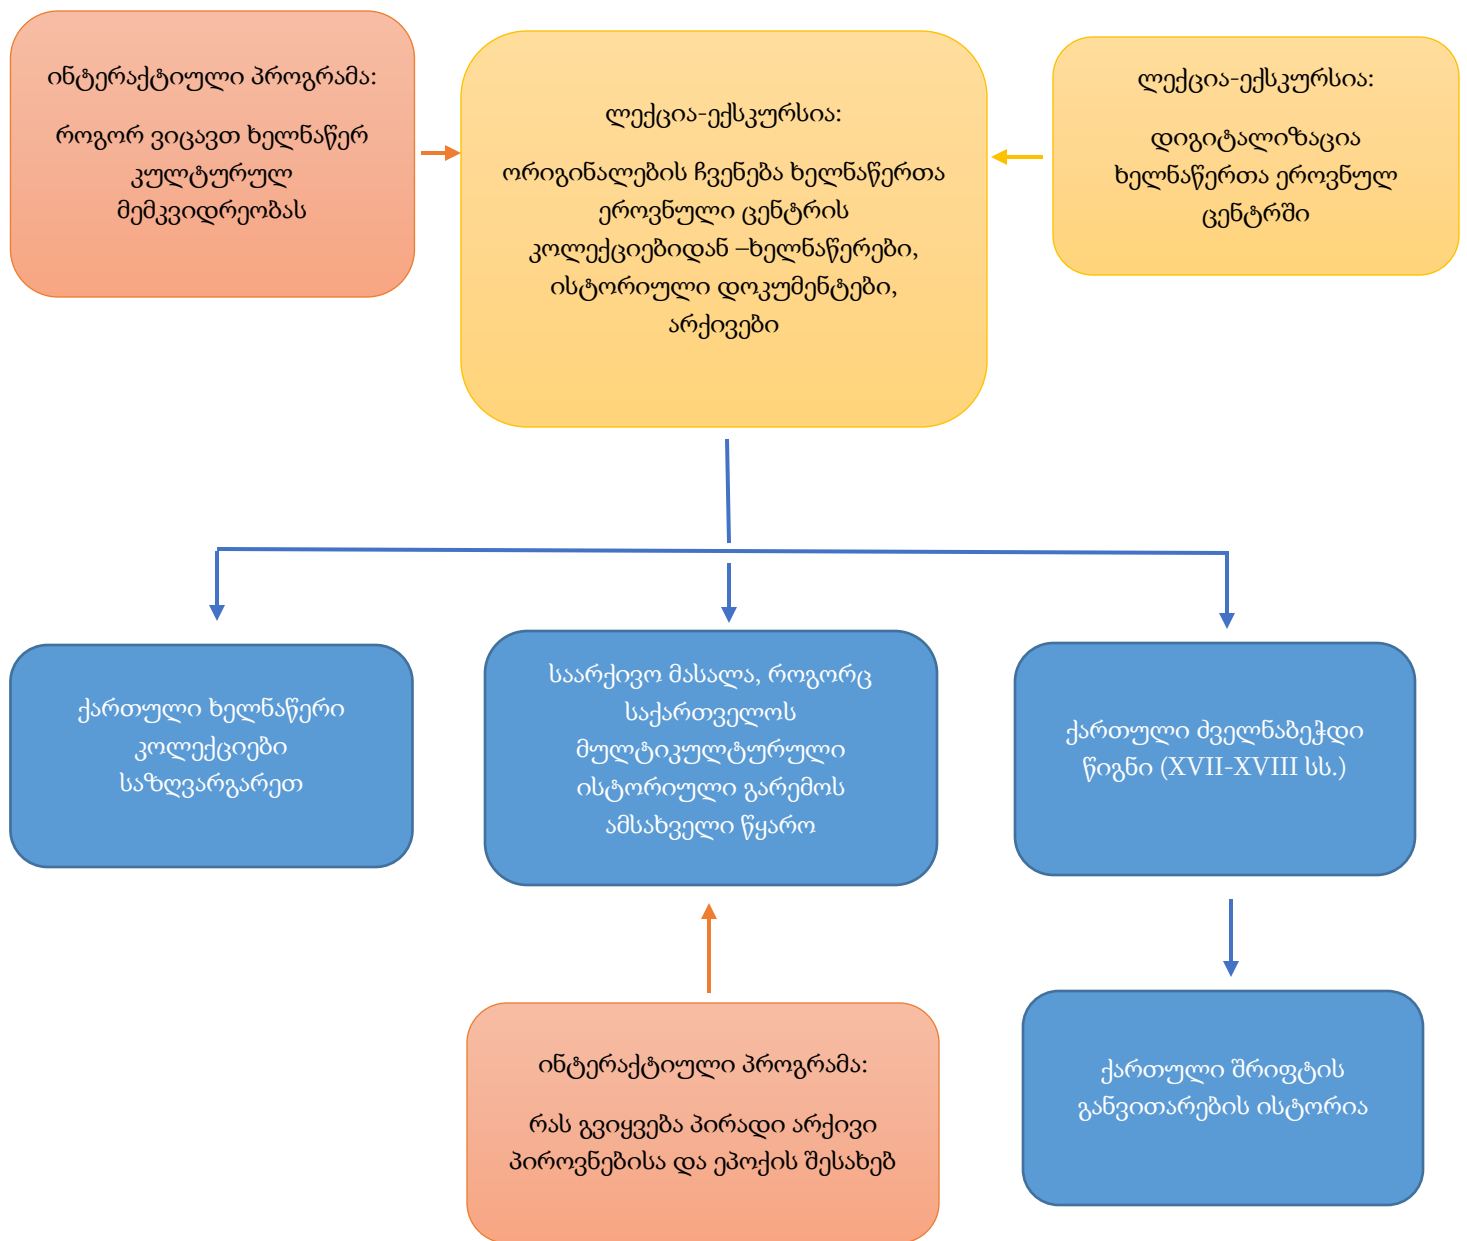 ინტერაქტიული პროგრამა:
როგორ ვიცავთ ხელნაწერ
კულტურულ
მემკვიდრეობას
ლექცია-ექსკურსია:
ორიგინალების ჩვენება ხელნაწერთა
ეროვნული ცენტრის
კოლექციებიდან –ხელნაწერები,
ისტორიული დოკუმენტები,
არქივები
ლექცია-ექსკურსია:
დიგიტალიზაცია
ხელნაწერთა ეროვნულ
ცენტრში
ქართული ხელნაწერი
კოლექციები
საზღვარგარეთ
საარქივო მასალა, როგორც
საქართველოს
მულტიკულტურული
ისტორიული გარემოს
ამსახველი წყარო
ქართული ძველნაბეჭდი
წიგნი (XVII-XVIII სს.)
ინტერაქტიული პროგრამა:
რას გვიყვება პირადი არქივი
პიროვნებისა და ეპოქის შესახებ
ქართული შრიფტის
განვითარების ისტორია